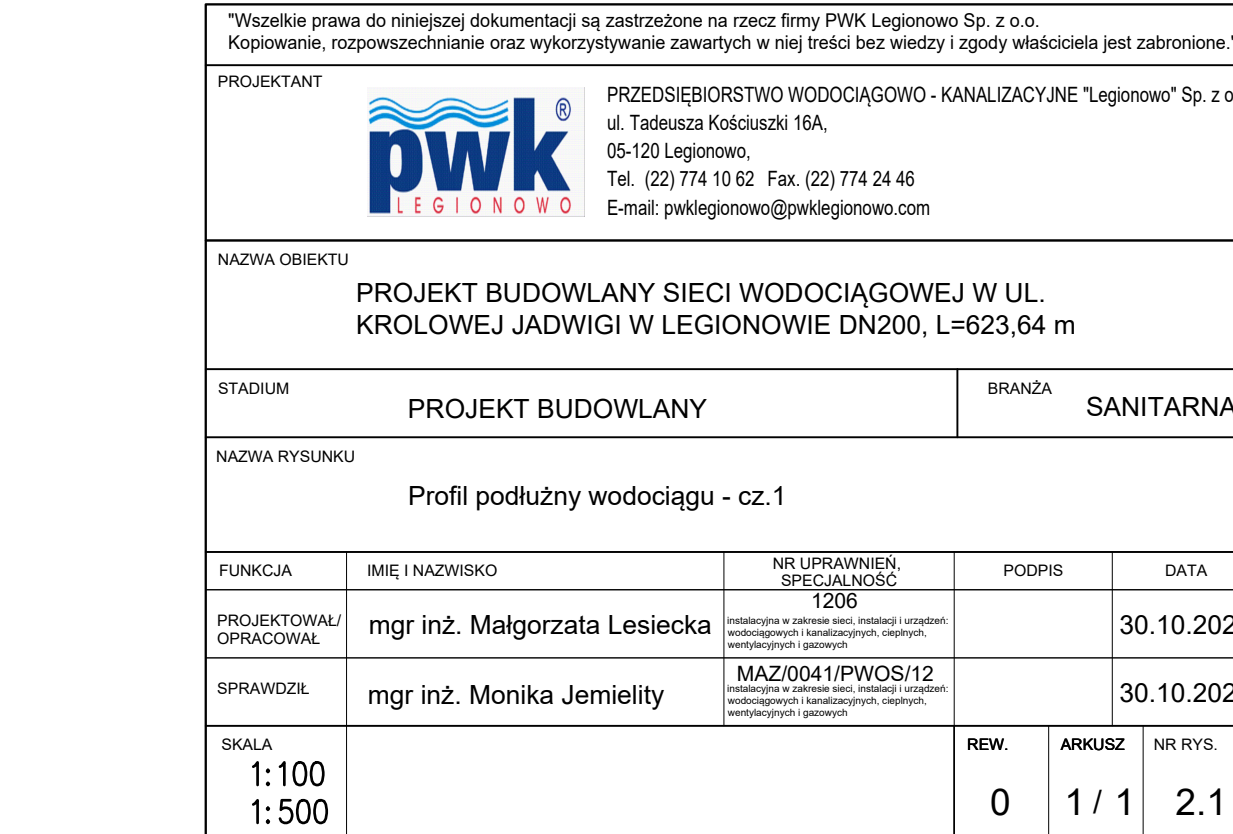 "Wszelkie prawa do niniejszej dokumentacji są zastrzeżone na rzecz firmy PWK Legionowo Sp. z o.o.
Kopiowanie, rozpowszechnianie oraz wykorzystywanie zawartych w niej treści bez wiedzy i zgody właściciela jest zabronione."
PROJEKTANT
pwk ®
LEGIONOWO
PRZEDSIĘBIORSTWO WODOCIĄGOWO - KANALIZACYJNE "Legionowo" Sp. z o
ul. Tadeusza Kościuszki 16A,
05-120 Legionowo,
Tel. (22) 774 10 62 Fax. (22) 774 24 46
E-mail: pwklegionowo@pwklegionowo.com
NAZWA OBIEKTU
PROJEKT BUDOWLANY SIECI WODOCIĄGOWEJ W UL.
KROLOWEJ JADWIGI W LEGIONOWIE DN200, L=623,64 m
STADIUM
PROJEKT BUDOWLANY
BRANŻA
SANITARNA
NAZWA RYSUNKU
Profil podłużny wodociągu - cz.1
FUNKCJA
IMIĘ I NAZWISKO
NR UPRAWNIEŃ,
SPECJALNOŚĆ
PODPIS
DATA
PROJEKTOWAŁ/
OPRACOWAŁ
mgr inż. Małgorzata Lesiecka
1206
instalacyjna w zakresie sieci, instalacji i urządzeń:
wodociągowych i kanalizacyjnych, cieplnych,
wentylacyjnych i gazowych
30.10.202
SPRAWDZIŁ
mgr inż. Monika Jemielity
MAZ/0041/PWOS/12
instalacyjna w zakresie sieci, instalacji i urządzeń:
wodociągowych i kanalizacyjnych, cieplnych,
wentylacyjnych i gazowych
30.10.202
SKALA
1:100
1:500
REW.
0
ARKUSZ
1 / 1
NR RYS.
2.1